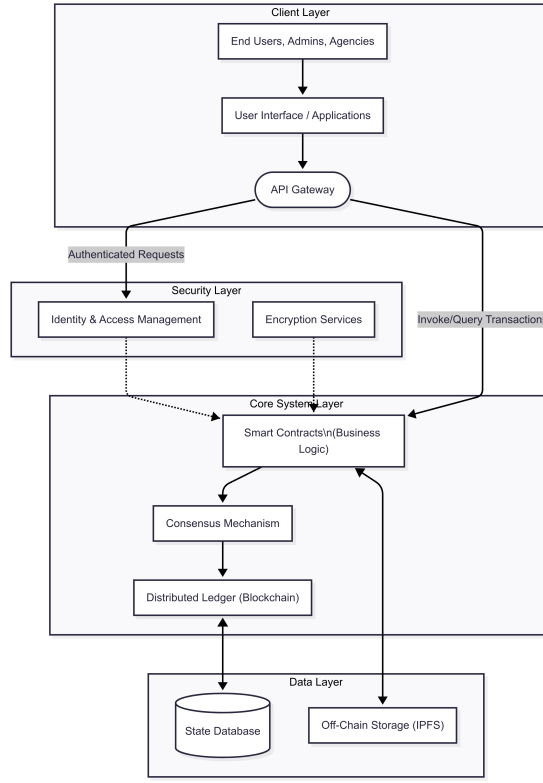 Client Layer
End Users, Admins, Agencies
User Interface / Applications
API Gateway
Authenticated Requests
Security Layer
Identity & Access Management
Encryption Services
Invoke/Query Transaction
Core System Layer
Smart Contracts\n(Business
Logic)
Consensus Mechanism
Distributed Ledger (Blockchain)
Data Layer
State Database
Off-Chain Storage (IPFS)